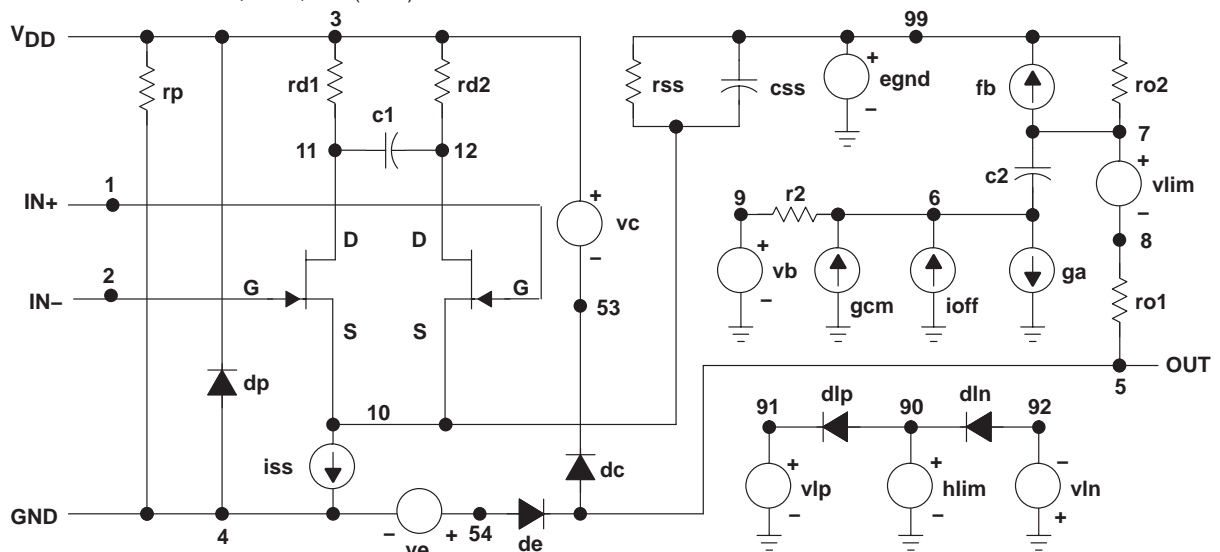 3
99
VDD
rp
rd1
rd2
rss
css
egnd
+
−
fb
ro2
c1
11
12
7
c2
+
vlim
−
1
IN+
9
r2
6
8
D
D
+
vc
−
2
IN−
G
G
vb
+
−
gcm
ioff
ga
ro1
53
S
S
OUT
5
dp
10
91
dlp
90
dln
92
iss
dc
+
vlp
−
+
hlim
−
−
vln
+
GND
4
−
ve
+
54
de